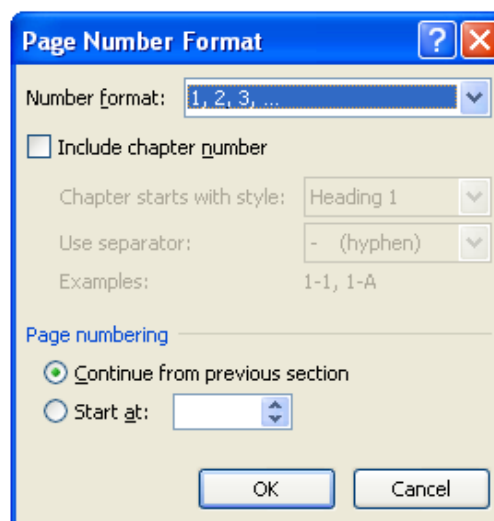 Page Number Format
Number format: 1, 2, 3, ...
Include chapter number
Chapter starts with style: Heading 1
Use separator: - (hyphen)
Examples: 1-1, 1-A
Page numbering
Continue from previous section
Start at:
OK Cancel